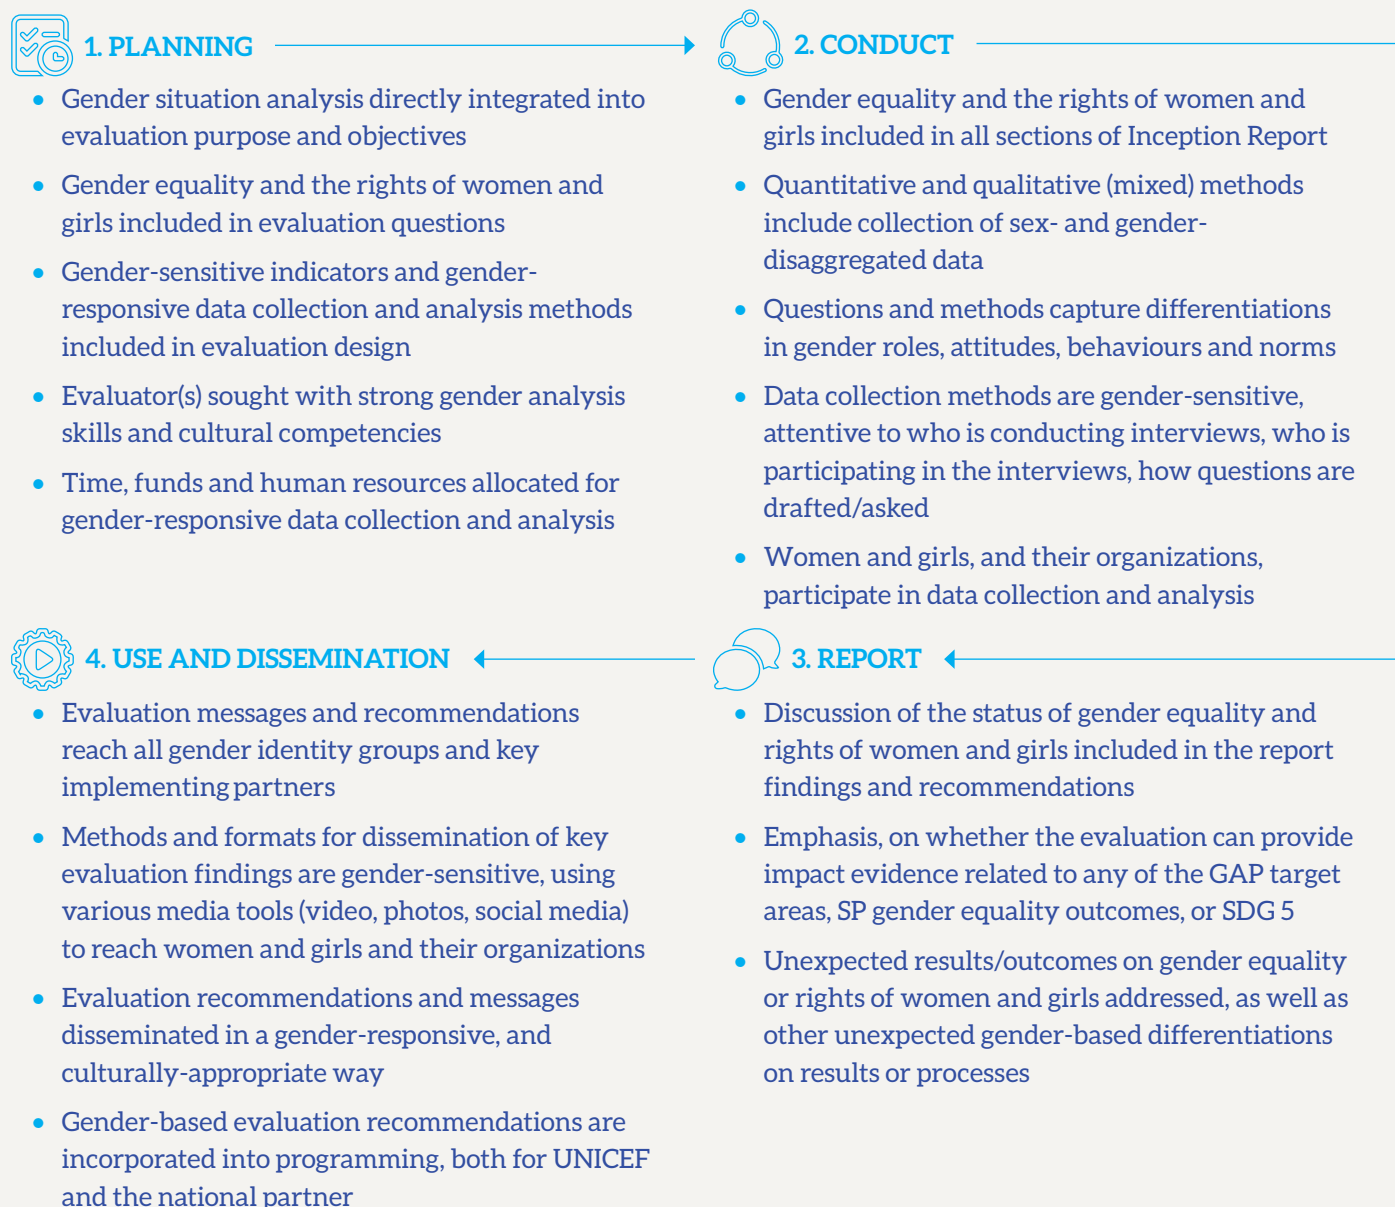 1. PLANNING
• Gender situation analysis directly integrated into
evaluation purpose and objectives
• Gender equality and the rights of women and
girls included in evaluation questions
• Gender-sensitive indicators and gender-
responsive data collection and analysis methods
included in evaluation design
• Evaluator(s) sought with strong gender analysis
skills and cultural competencies
• Time, funds and human resources allocated for
gender-responsive data collection and analysis
2. CONDUCT
• Gender equality and the rights of women and
girls included in all sections of Inception Report
• Quantitative and qualitative (mixed) methods
include collection of sex- and gender-
disaggregated data
• Questions and methods capture differentiations
in gender roles, attitudes, behaviours and norms
• Data collection methods are gender-sensitive,
attentive to who is conducting interviews, who is
participating in the interviews, how questions are
drafted/asked
• Women and girls, and their organizations,
participate in data collection and analysis
3. REPORT
• Discussion of the status of gender equality and
rights of women and girls included in the report
findings and recommendations
• Emphasis, on whether the evaluation can provide
impact evidence related to any of the GAP target
areas, SP gender equality outcomes, or SDG 5
• Unexpected results/outcomes on gender equality
or rights of women and girls addressed, as well as
other unexpected gender-based differentiations
on results or processes
4. USE AND DISSEMINATION
• Evaluation messages and recommendations
reach all gender identity groups and key
implementing partners
• Methods and formats for dissemination of key
evaluation findings are gender-sensitive, using
various media tools (video, photos, social media)
to reach women and girls and their organizations
• Evaluation recommendations and messages
disseminated in a gender-responsive, and
culturally-appropriate way
• Gender-based evaluation recommendations are
incorporated into programming, both for UNICEF
and the national partner